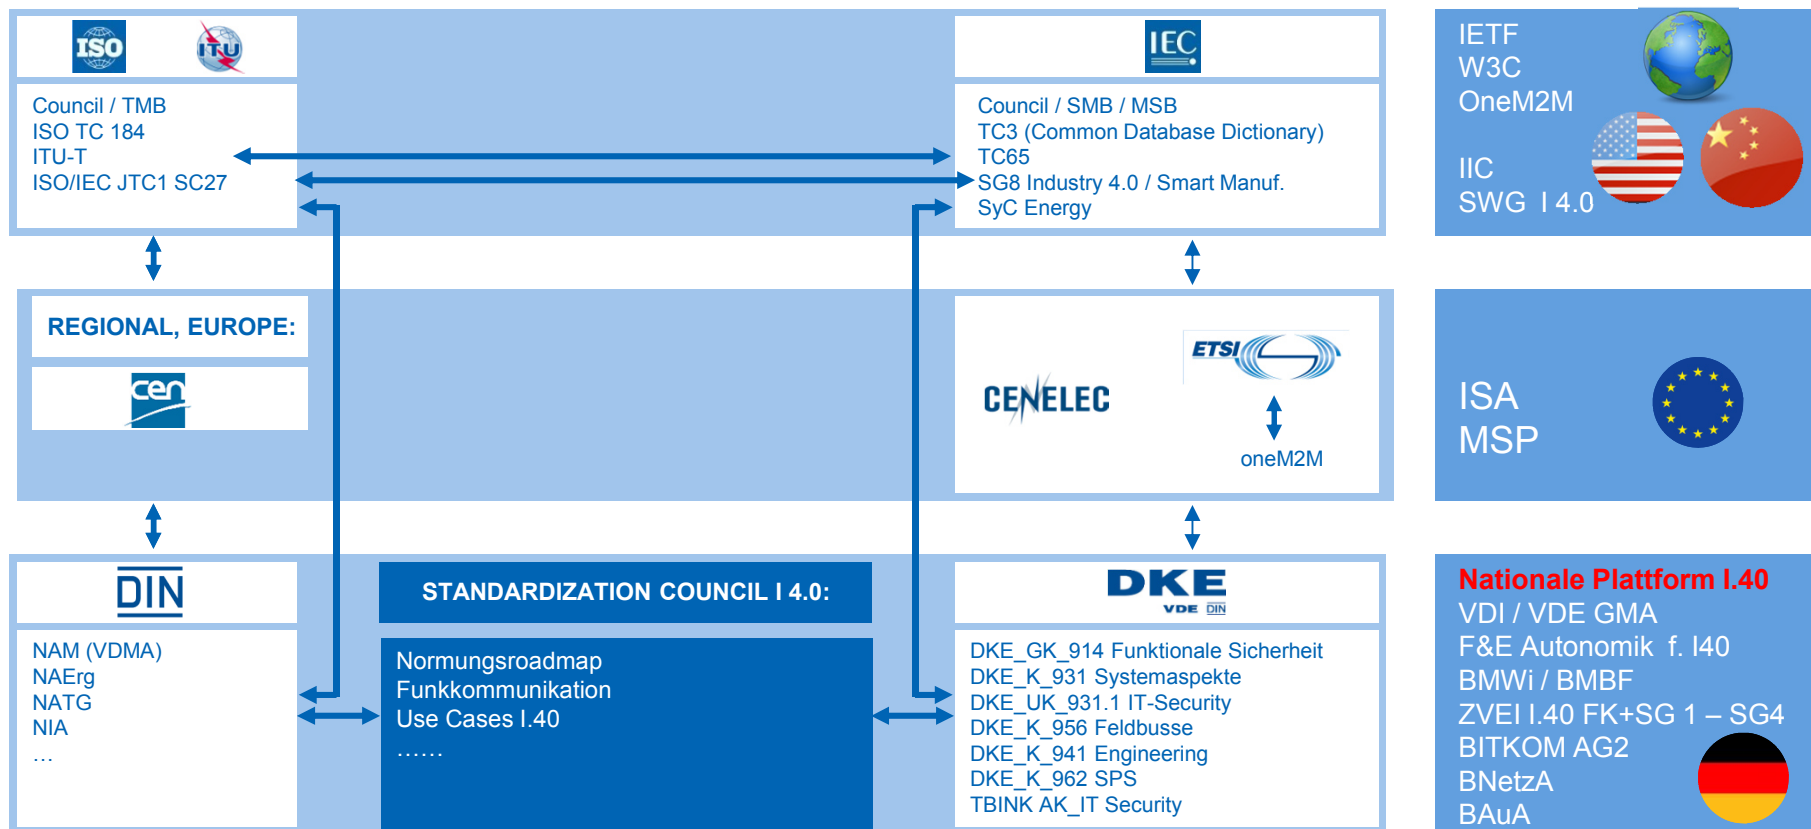 ISO
ITU
Council / TMB
ISO TC 184
ITU-T
ISO/IEC JTC1 SC27
IEC
Council / SMB / MSB
TC3 (Common Database Dictionary)
TC65
SG8 Industry 4.0 / Smart Manuf.
SyC Energy
IETF
W3C
OneM2M
IIC
SWG I 4.0
REGIONAL, EUROPE:
cen
CENELEC
ETSI
oneM2M
ISA
MSP
DIN
NAM (VDMA)
NAErg
NATG
NIA
…
STANDARDIZATION COUNCIL I 4.0:
Normungsroadmap
Funkkommunikation
Use Cases I.40
……
DKE
VDE DIN
DKE_GK_914 Funktionale Sicherheit
DKE_K_931 Systemaspekte
DKE_UK_931.1 IT-Security
DKE_K_956 Feldbusse
DKE_K_941 Engineering
DKE_K_962 SPS
TBINK AK_IT Security
Nationale Plattform I.40
VDI / VDE GMA
F&E Autonomik f. I40
BMWi / BMBF
ZVEI I.40 FK+SG 1 – SG4
BITKOM AG2
BNetzA
BAuA